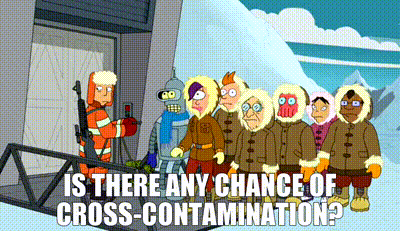 IS THERE ANY CHANCE OF
CROSS-CONTAMINATION?